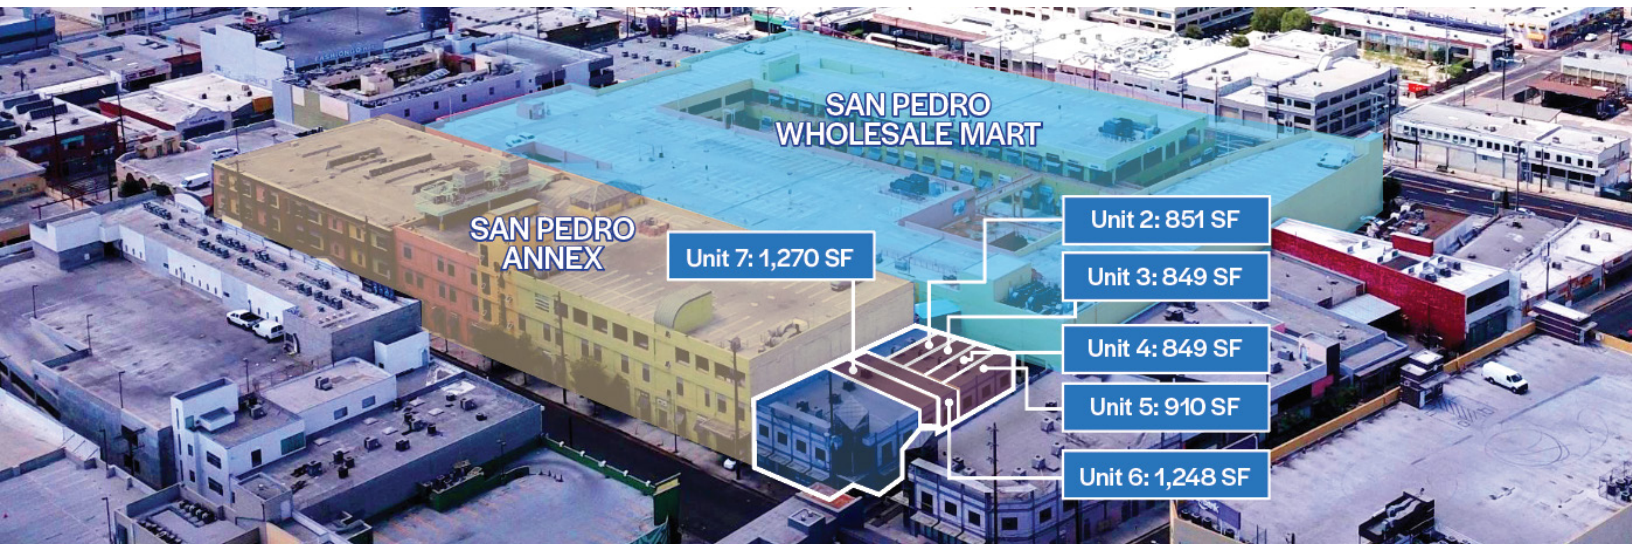 SAN PEDRO
WHOLESALE MART
SAN PEDRO
ANNEX
Unit 7: 1,270 SF
Unit 2: 851 SF
Unit 3: 849 SF
Unit 4: 849 SF
Unit 5: 910 SF
Unit 6: 1,248 SF